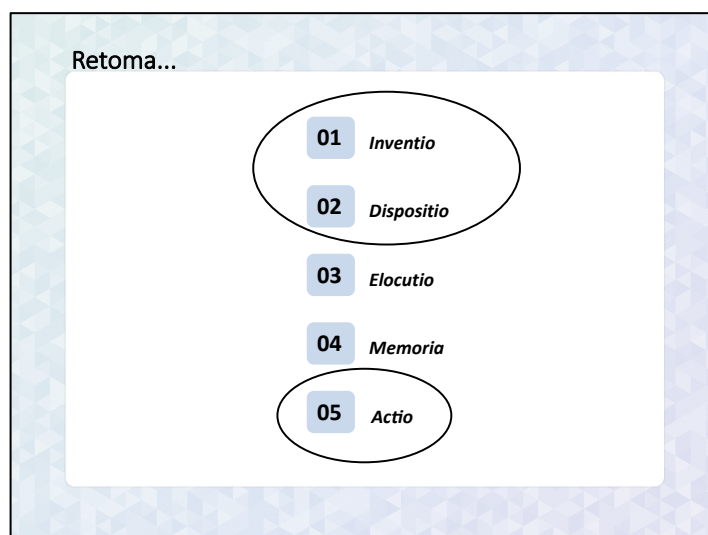 Retoma...
01 Inventio
02 Dispositio
03 Elocutio
04 Memoria
05 Actio